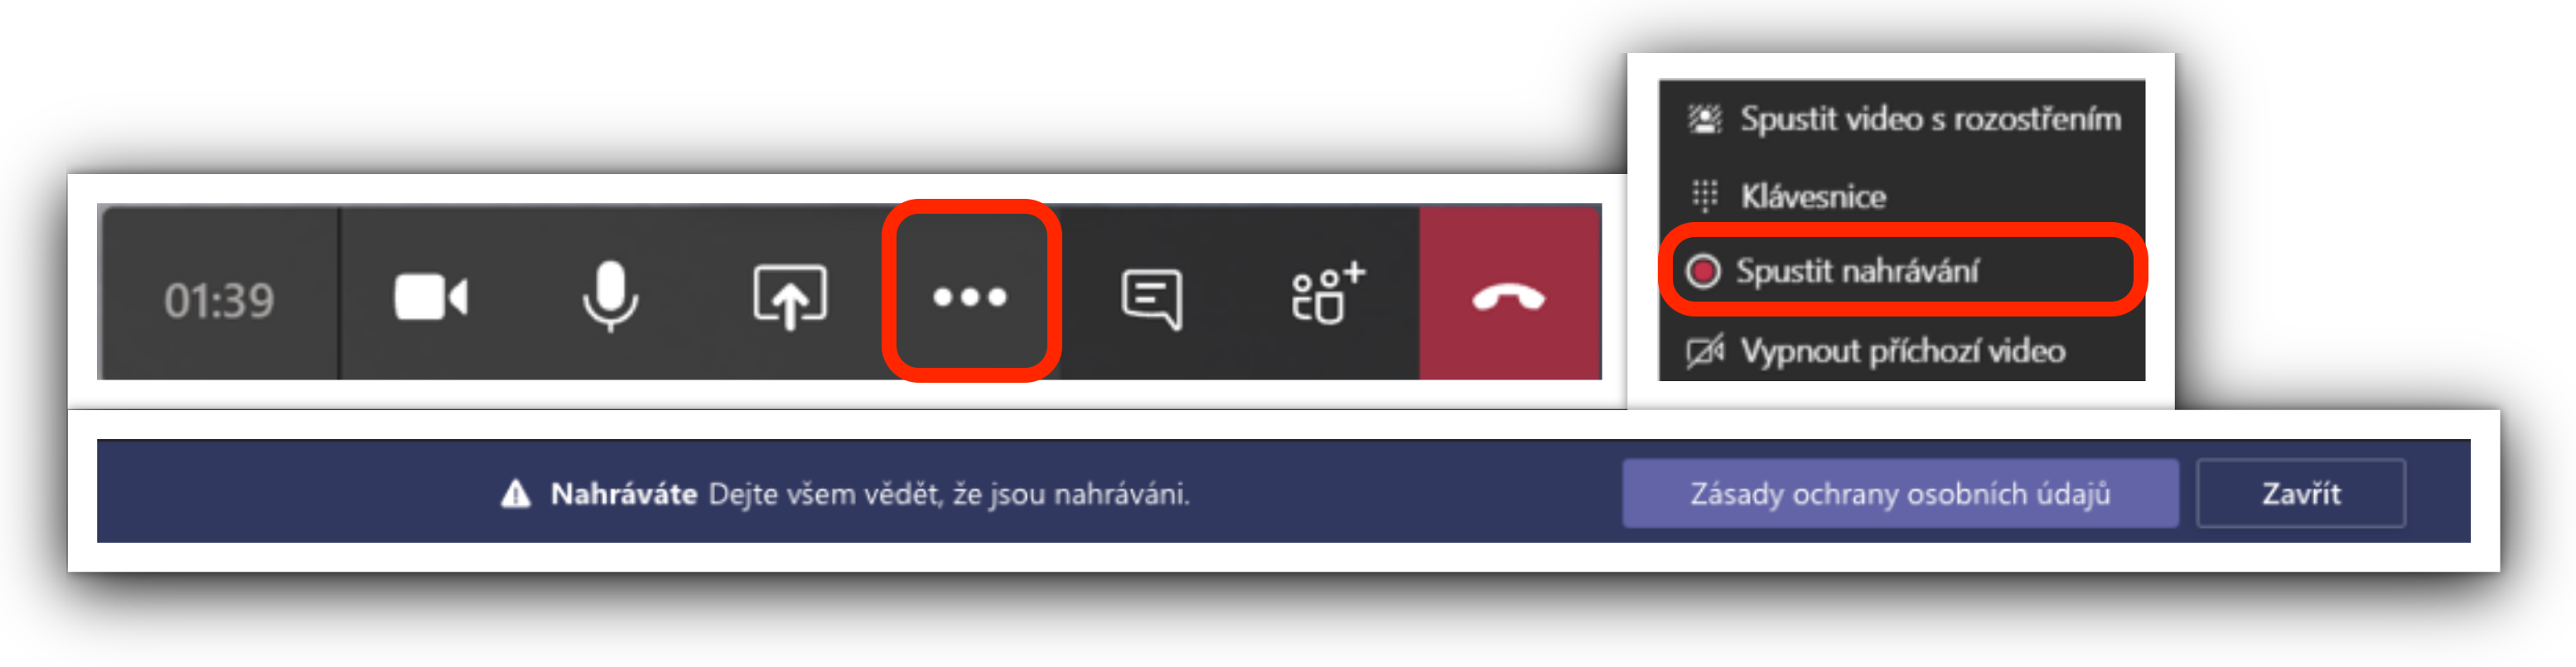 Spustit video s rozostřením
Klávesnice
Spustit nahrávání
Vypnout příchozí video
01:39
Nahráváte Dejte všem vědět, že jsou nahráváni.
Zásady ochrany osobních údajů
Zavřít